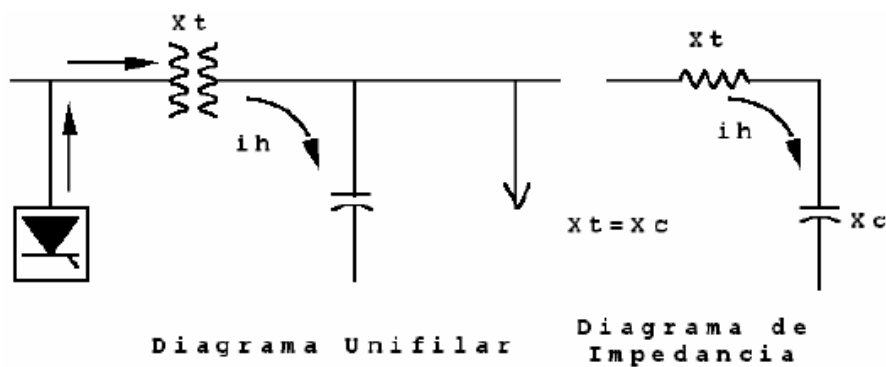 Xt
ih
Diagrama Unifilar
Xt
ih
Xt=Xc
Xc
Diagrama de
Impedancia